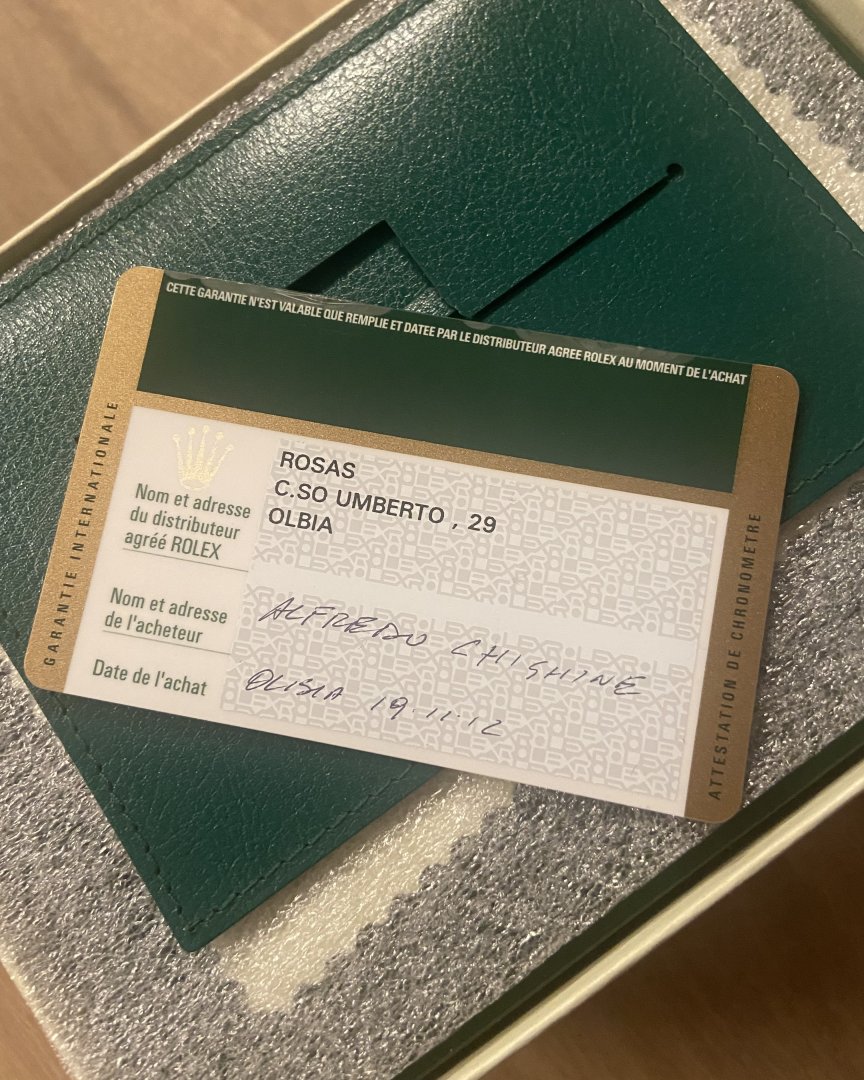 CETTE GARANTIE N'EST VALABLE QUE REMPLIE ET DATEE PAR LE DISTRIBUTEUR AGREE ROLEX AU MOMENT DE L'ACHAT
GARANTIE INTERNATIONALE
Nom et adresse
du distributeur
agréé ROLEX
ROSAS
C.SO UMBERTO , 29
OLBIA
Nom et adresse
de l'acheteur
ALFREDO CHISHINE
Date de l'achat
OLBIA 19.11.12
ATTESTATION DE CHRONOMETRE